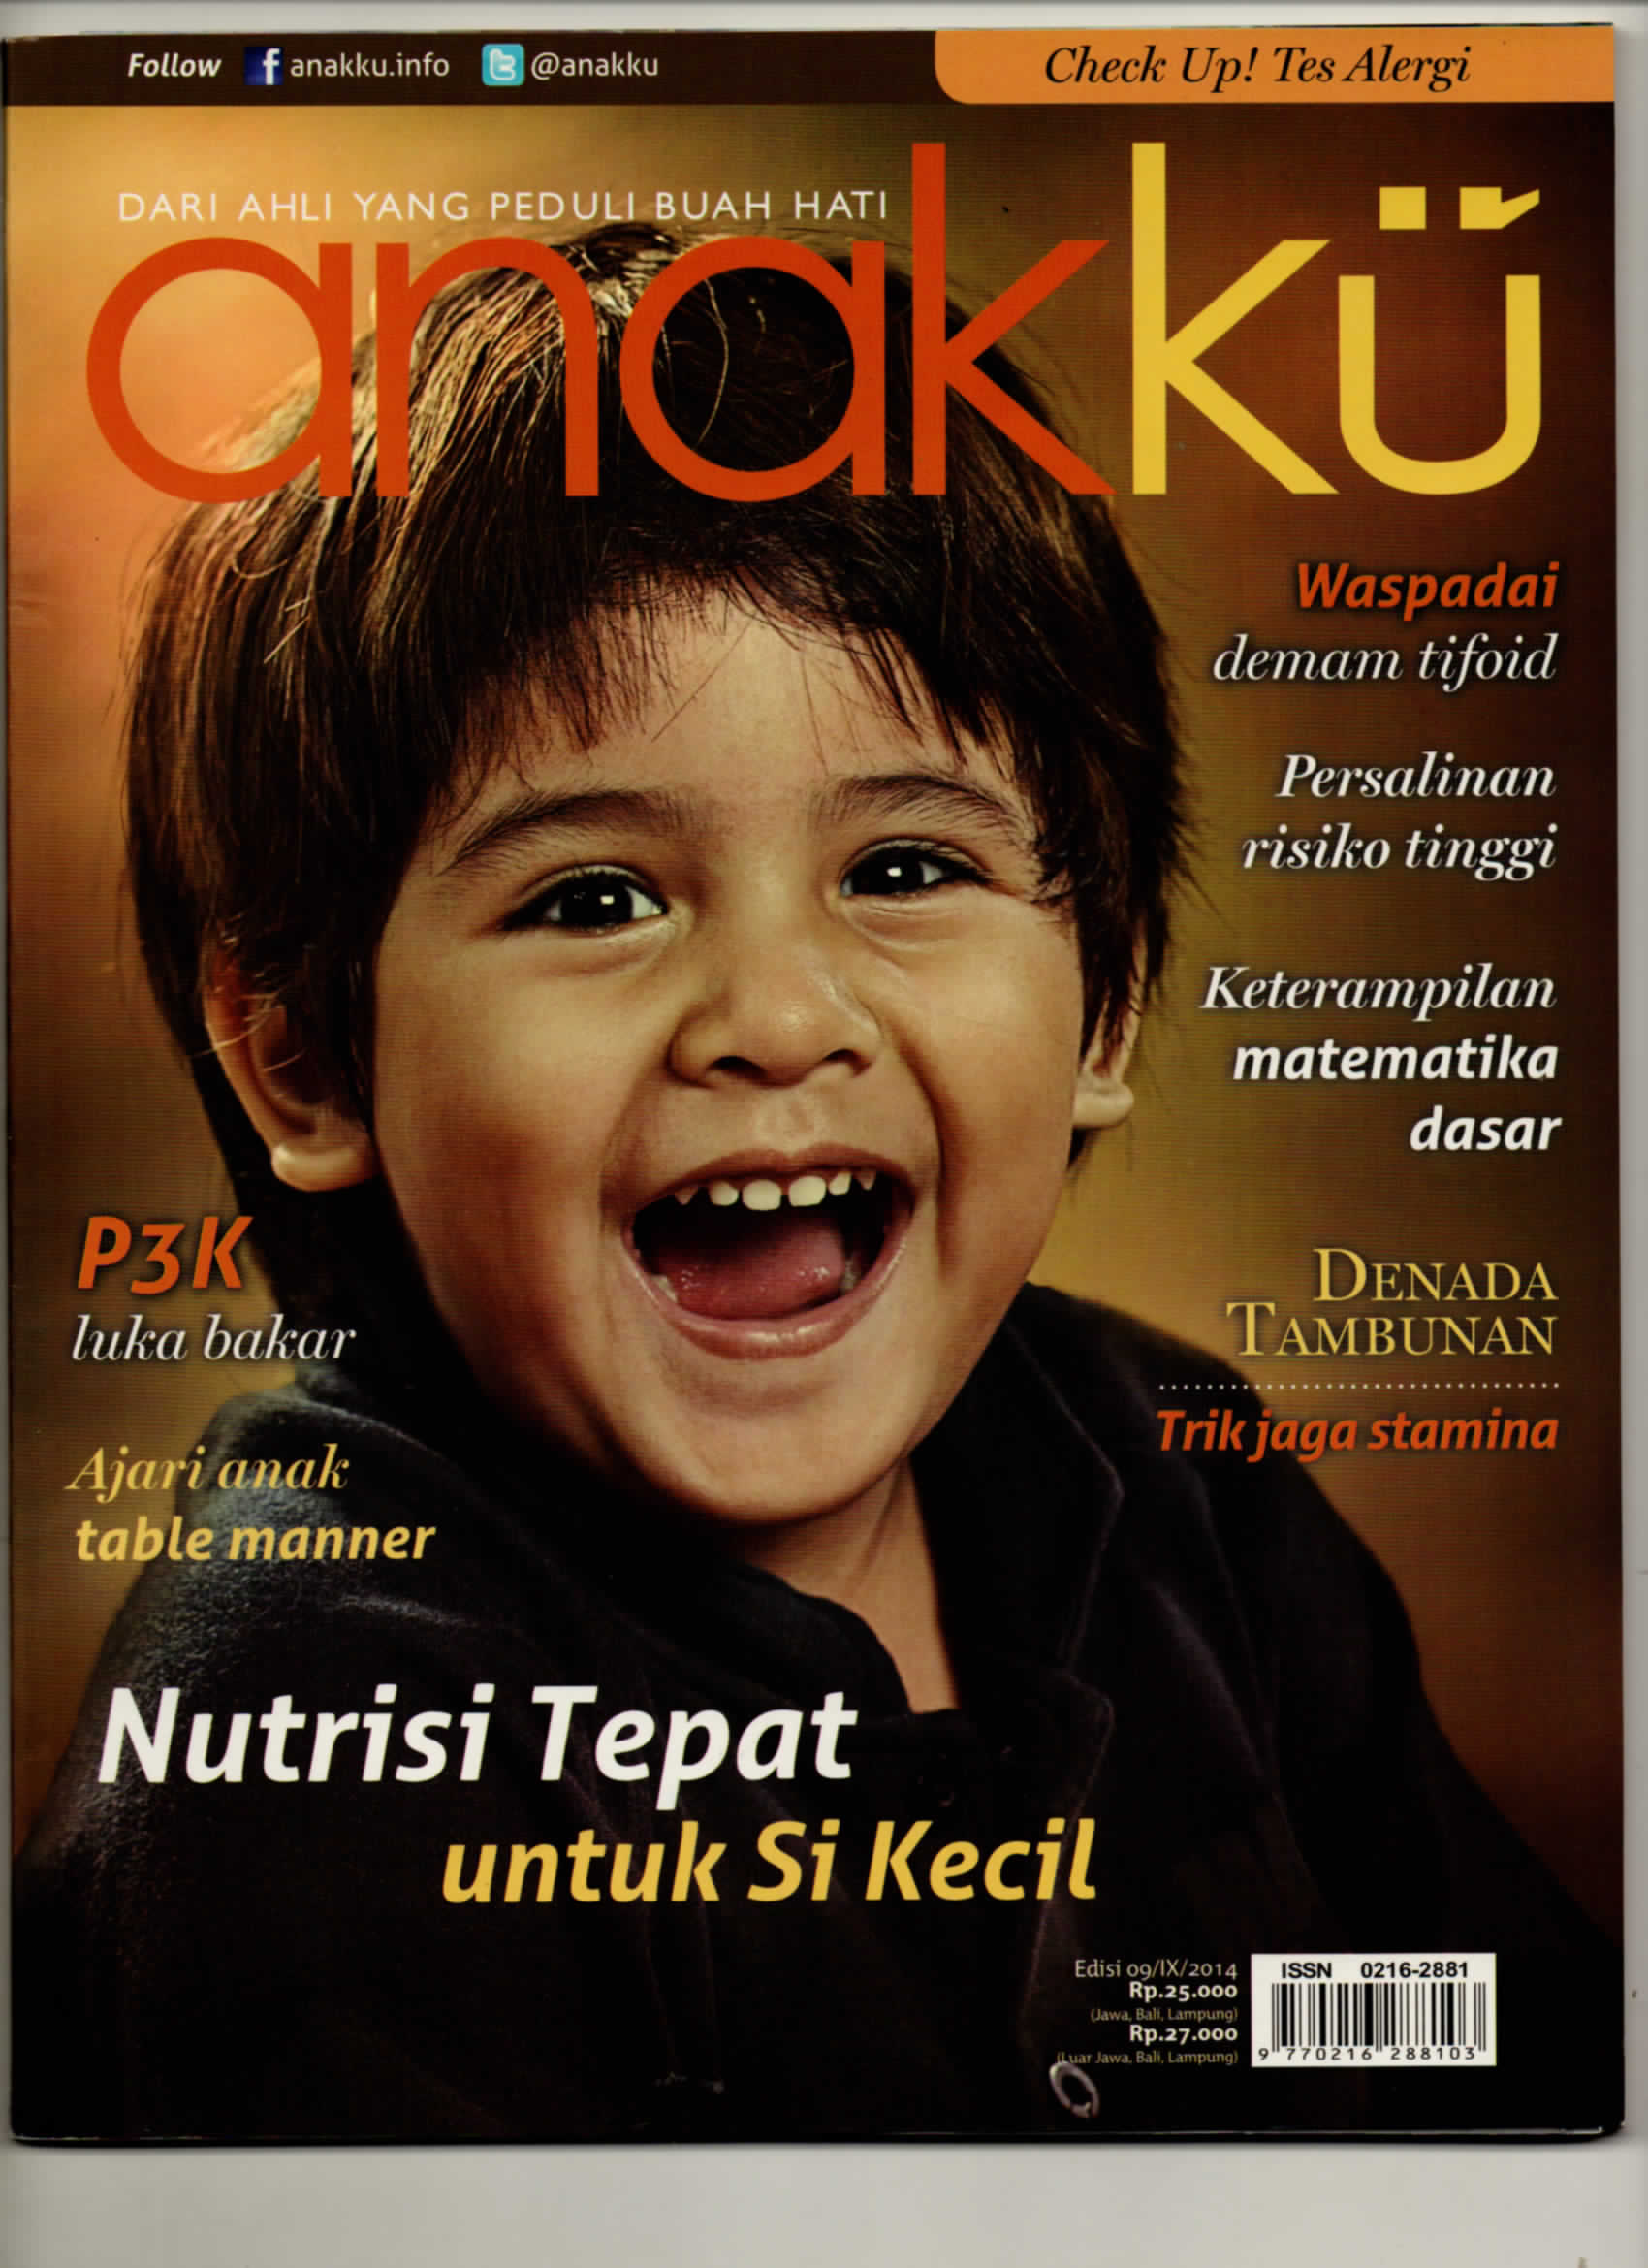 Follow f anakku.info @anakku
Check Up! Tes Alergi
DARI AHLI YANG PEDULI BUAH HATI
anakku
Waspadai
demam tifoid
Persalinan
risiko tinggi
Keterampilan
matematika
dasar
P3K
luka bakar
DENADA
TAMBUNAN
Trik jaga stamina
Ajari anak
table manner
Nutrisi Tepat
untuk Si Kecil
Edisi 09/IX/2014
Rp.25.000
(Jawa, Bali, Lampung)
Rp.27.000
(Luar Jawa, Bali, Lampung)
ISSN 0216-2881
9 770216 288103